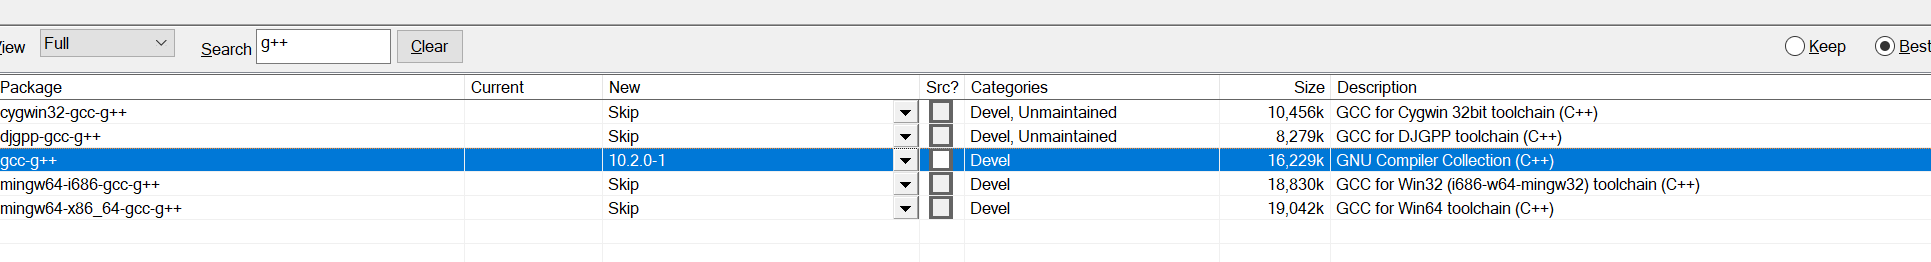 View Full Search g++ Clear Keep Best
Package Current New Src? Categories Size Description
cygwin32-gcc-g++ Skip Devel, Unmaintained 10,456k GCC for Cygwin 32bit toolchain (C++)
djgpp-gcc-g++ Skip Devel, Unmaintained 8,279k GCC for DJGPP toolchain (C++)
gcc-g++ 10.2.0-1 Devel 16,229k GNU Compiler Collection (C++)
mingw64-i686-gcc-g++ Skip Devel 18,830k GCC for Win32 (i686-w64-mingw32) toolchain (C++)
mingw64-x86_64-gcc-g++ Skip Devel 19,042k GCC for Win64 toolchain (C++)